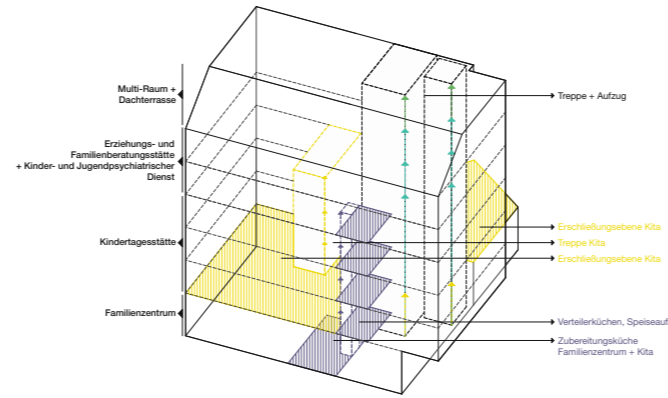 Multi-Raum +
Dachterrasse
Erziehungs- und
Familienberatungsstätte
+ Kinder- und Jugendpsychiatrischer
Dienst
Kindertagesstätte
Familienzentrum
Treppe + Aufzug
Erschließungsebene Kita
Treppe Kita
Erschließungsebene Kita
Verteilerküchen, Speiseauf
Zubereitungsküche
Familienzentrum + Kita